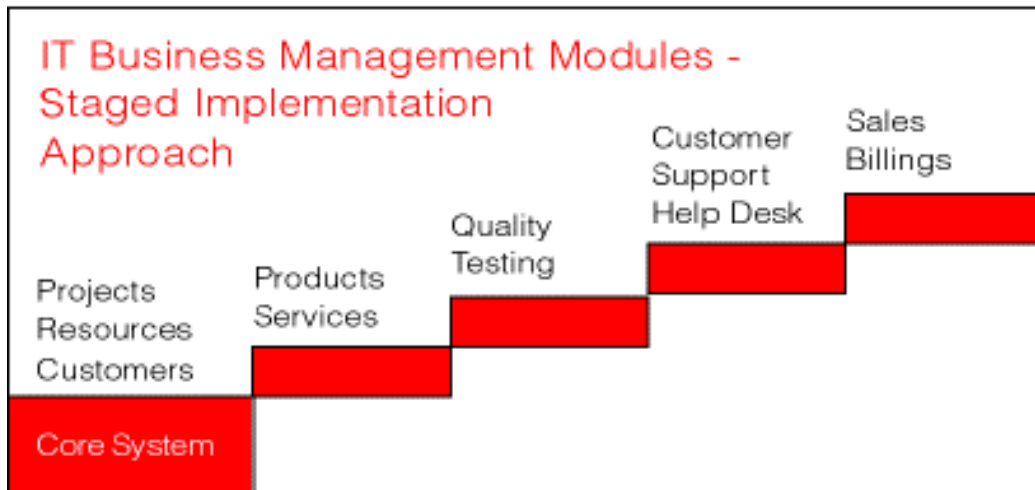 IT Business Management Modules -
Staged Implementation
Approach
Projects
Resources
Customers
Core System
Products
Services
Quality
Testing
Customer
Support
Help Desk
Sales
Billings